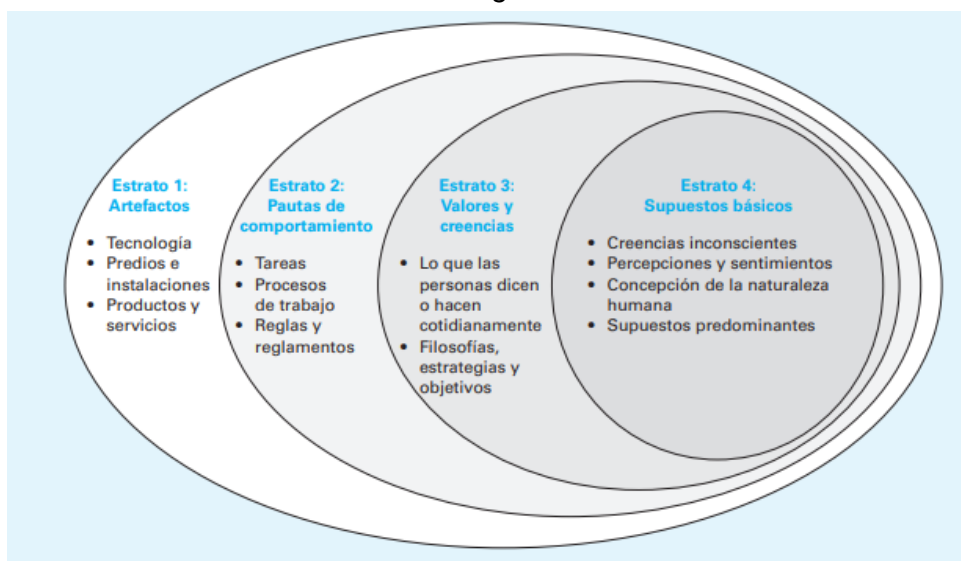 Estrato 1:
Artefactos
• Tecnología
• Predios e
instalaciones
• Productos y
servicios
Estrato 2:
Pautas de
comportamiento
• Tareas
• Procesos
de trabajo
• Reglas y
reglamentos
Estrato 3:
Valores y
creencias
• Lo que las
personas dicen
o hacen
cotidianamente
• Filosofías,
estrategias y
objetivos
Estrato 4:
Supuestos básicos
• Creencias inconscientes
• Percepciones y sentimientos
• Concepción de la naturaleza
humana
• Supuestos predominantes